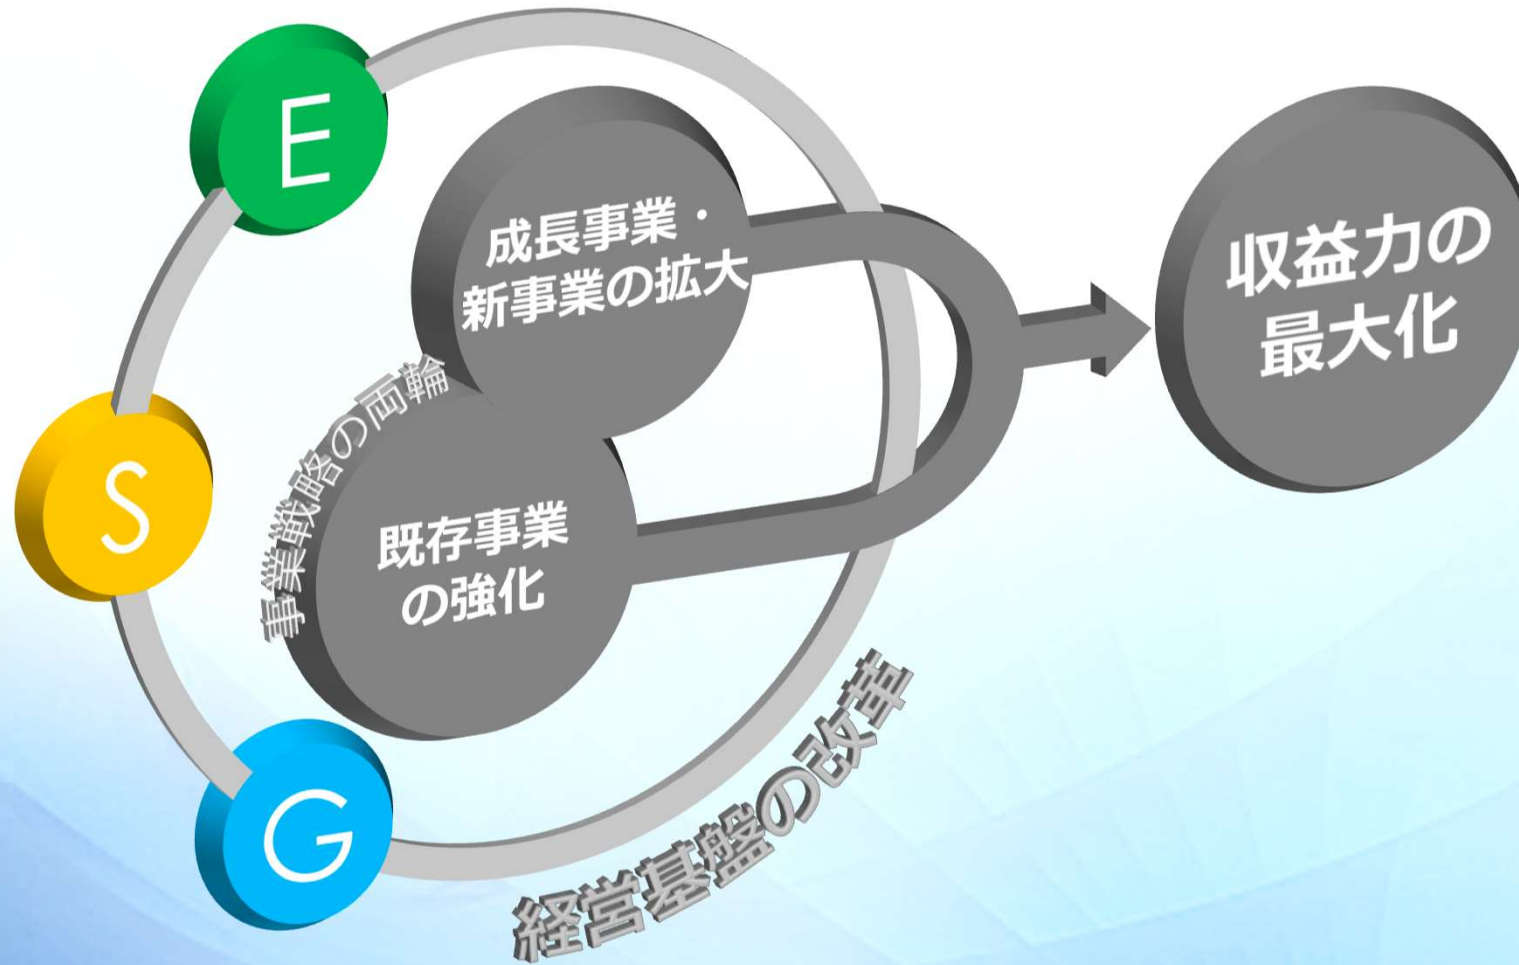 E
成長事業・
新事業の拡大
収益力の
最大化
事業戦略の両輪
S
既存事業
の強化
G
経営基盤の改革